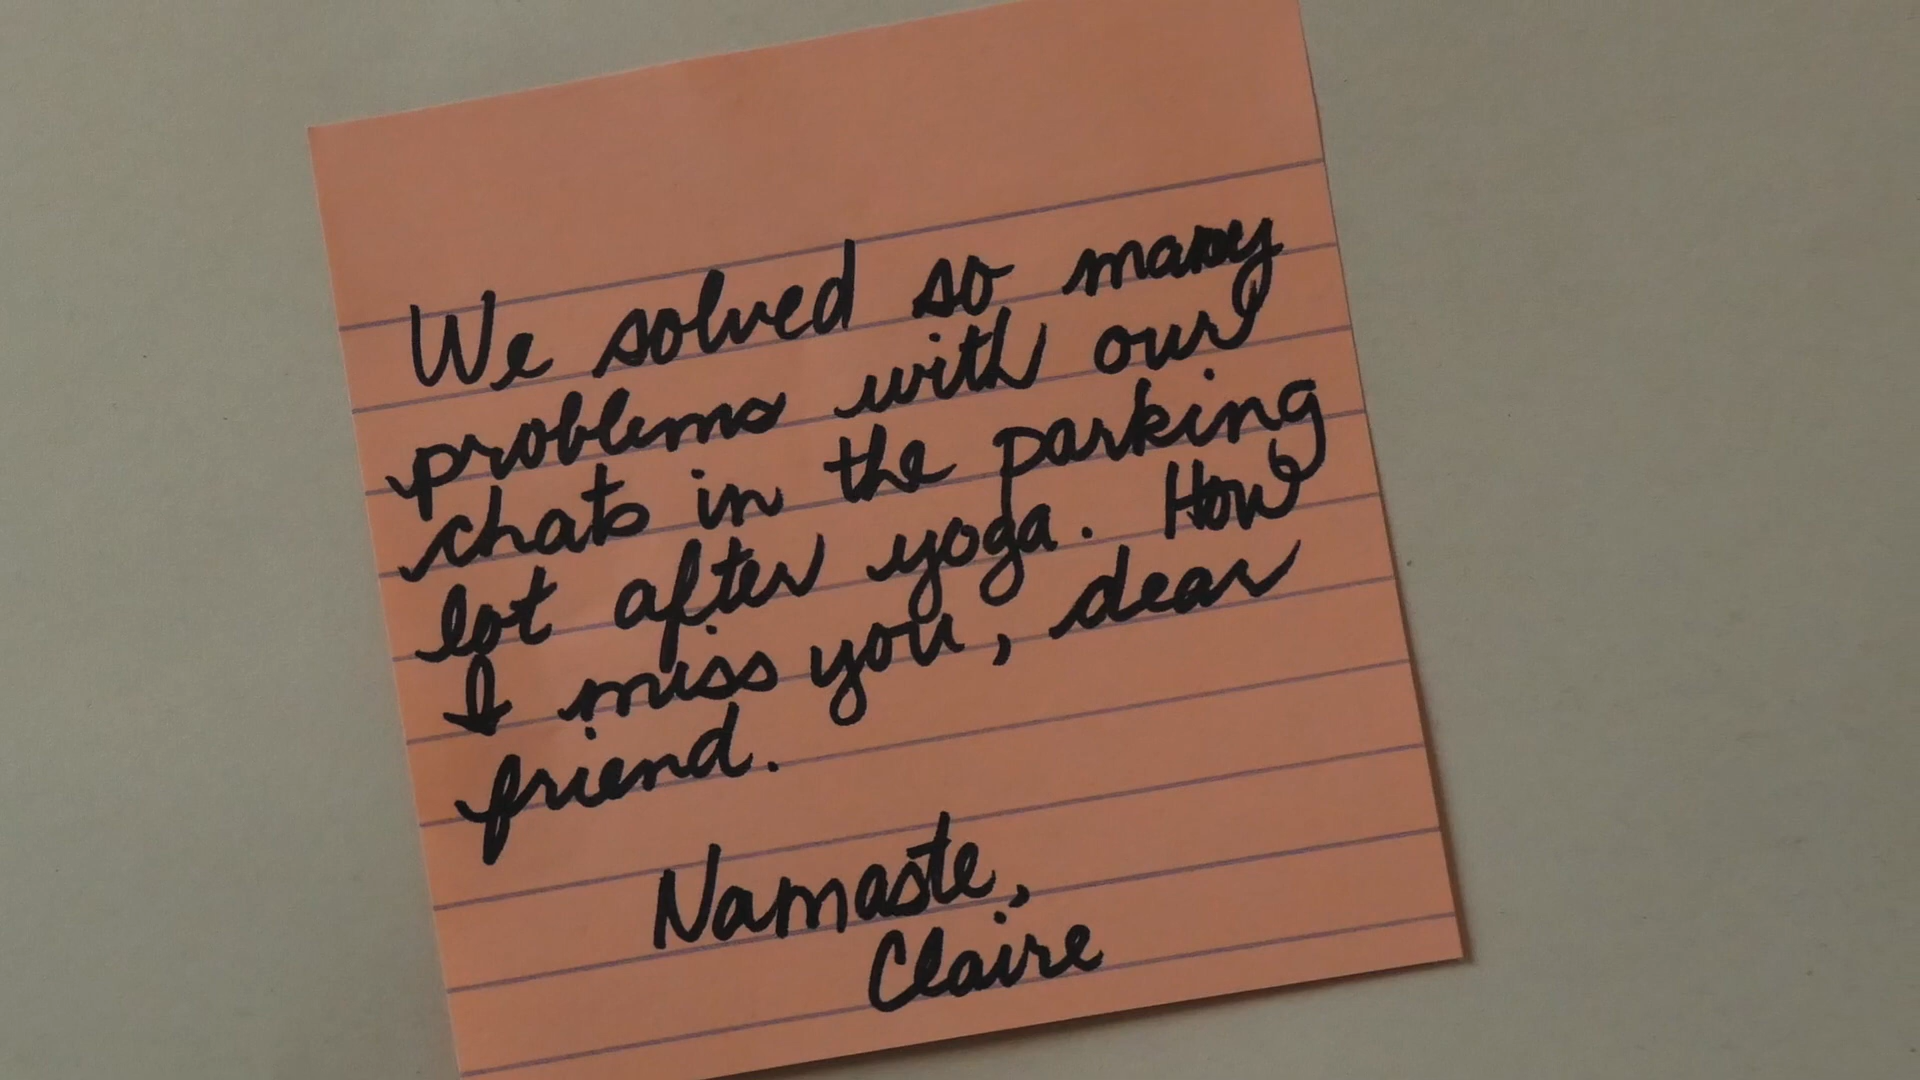 We solved so many
problems with our
chats in the parking
lot after yoga. How
I miss you, dear
friend.
Namaste,
Claire